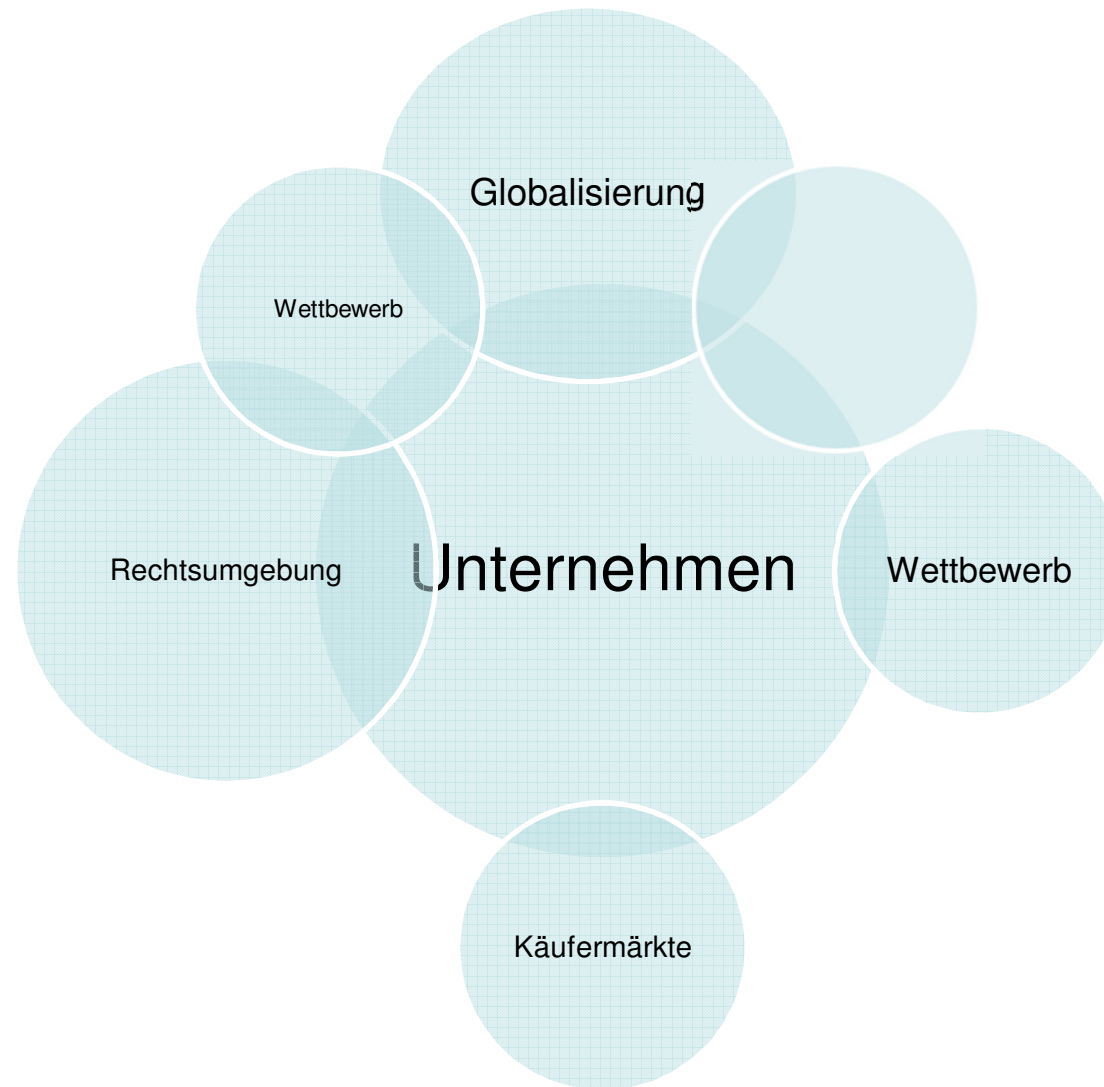 Globalisierung
Wettbewerb
Rechtsumgebung
Unternehmen
Wettbewerb
Käufermärkte